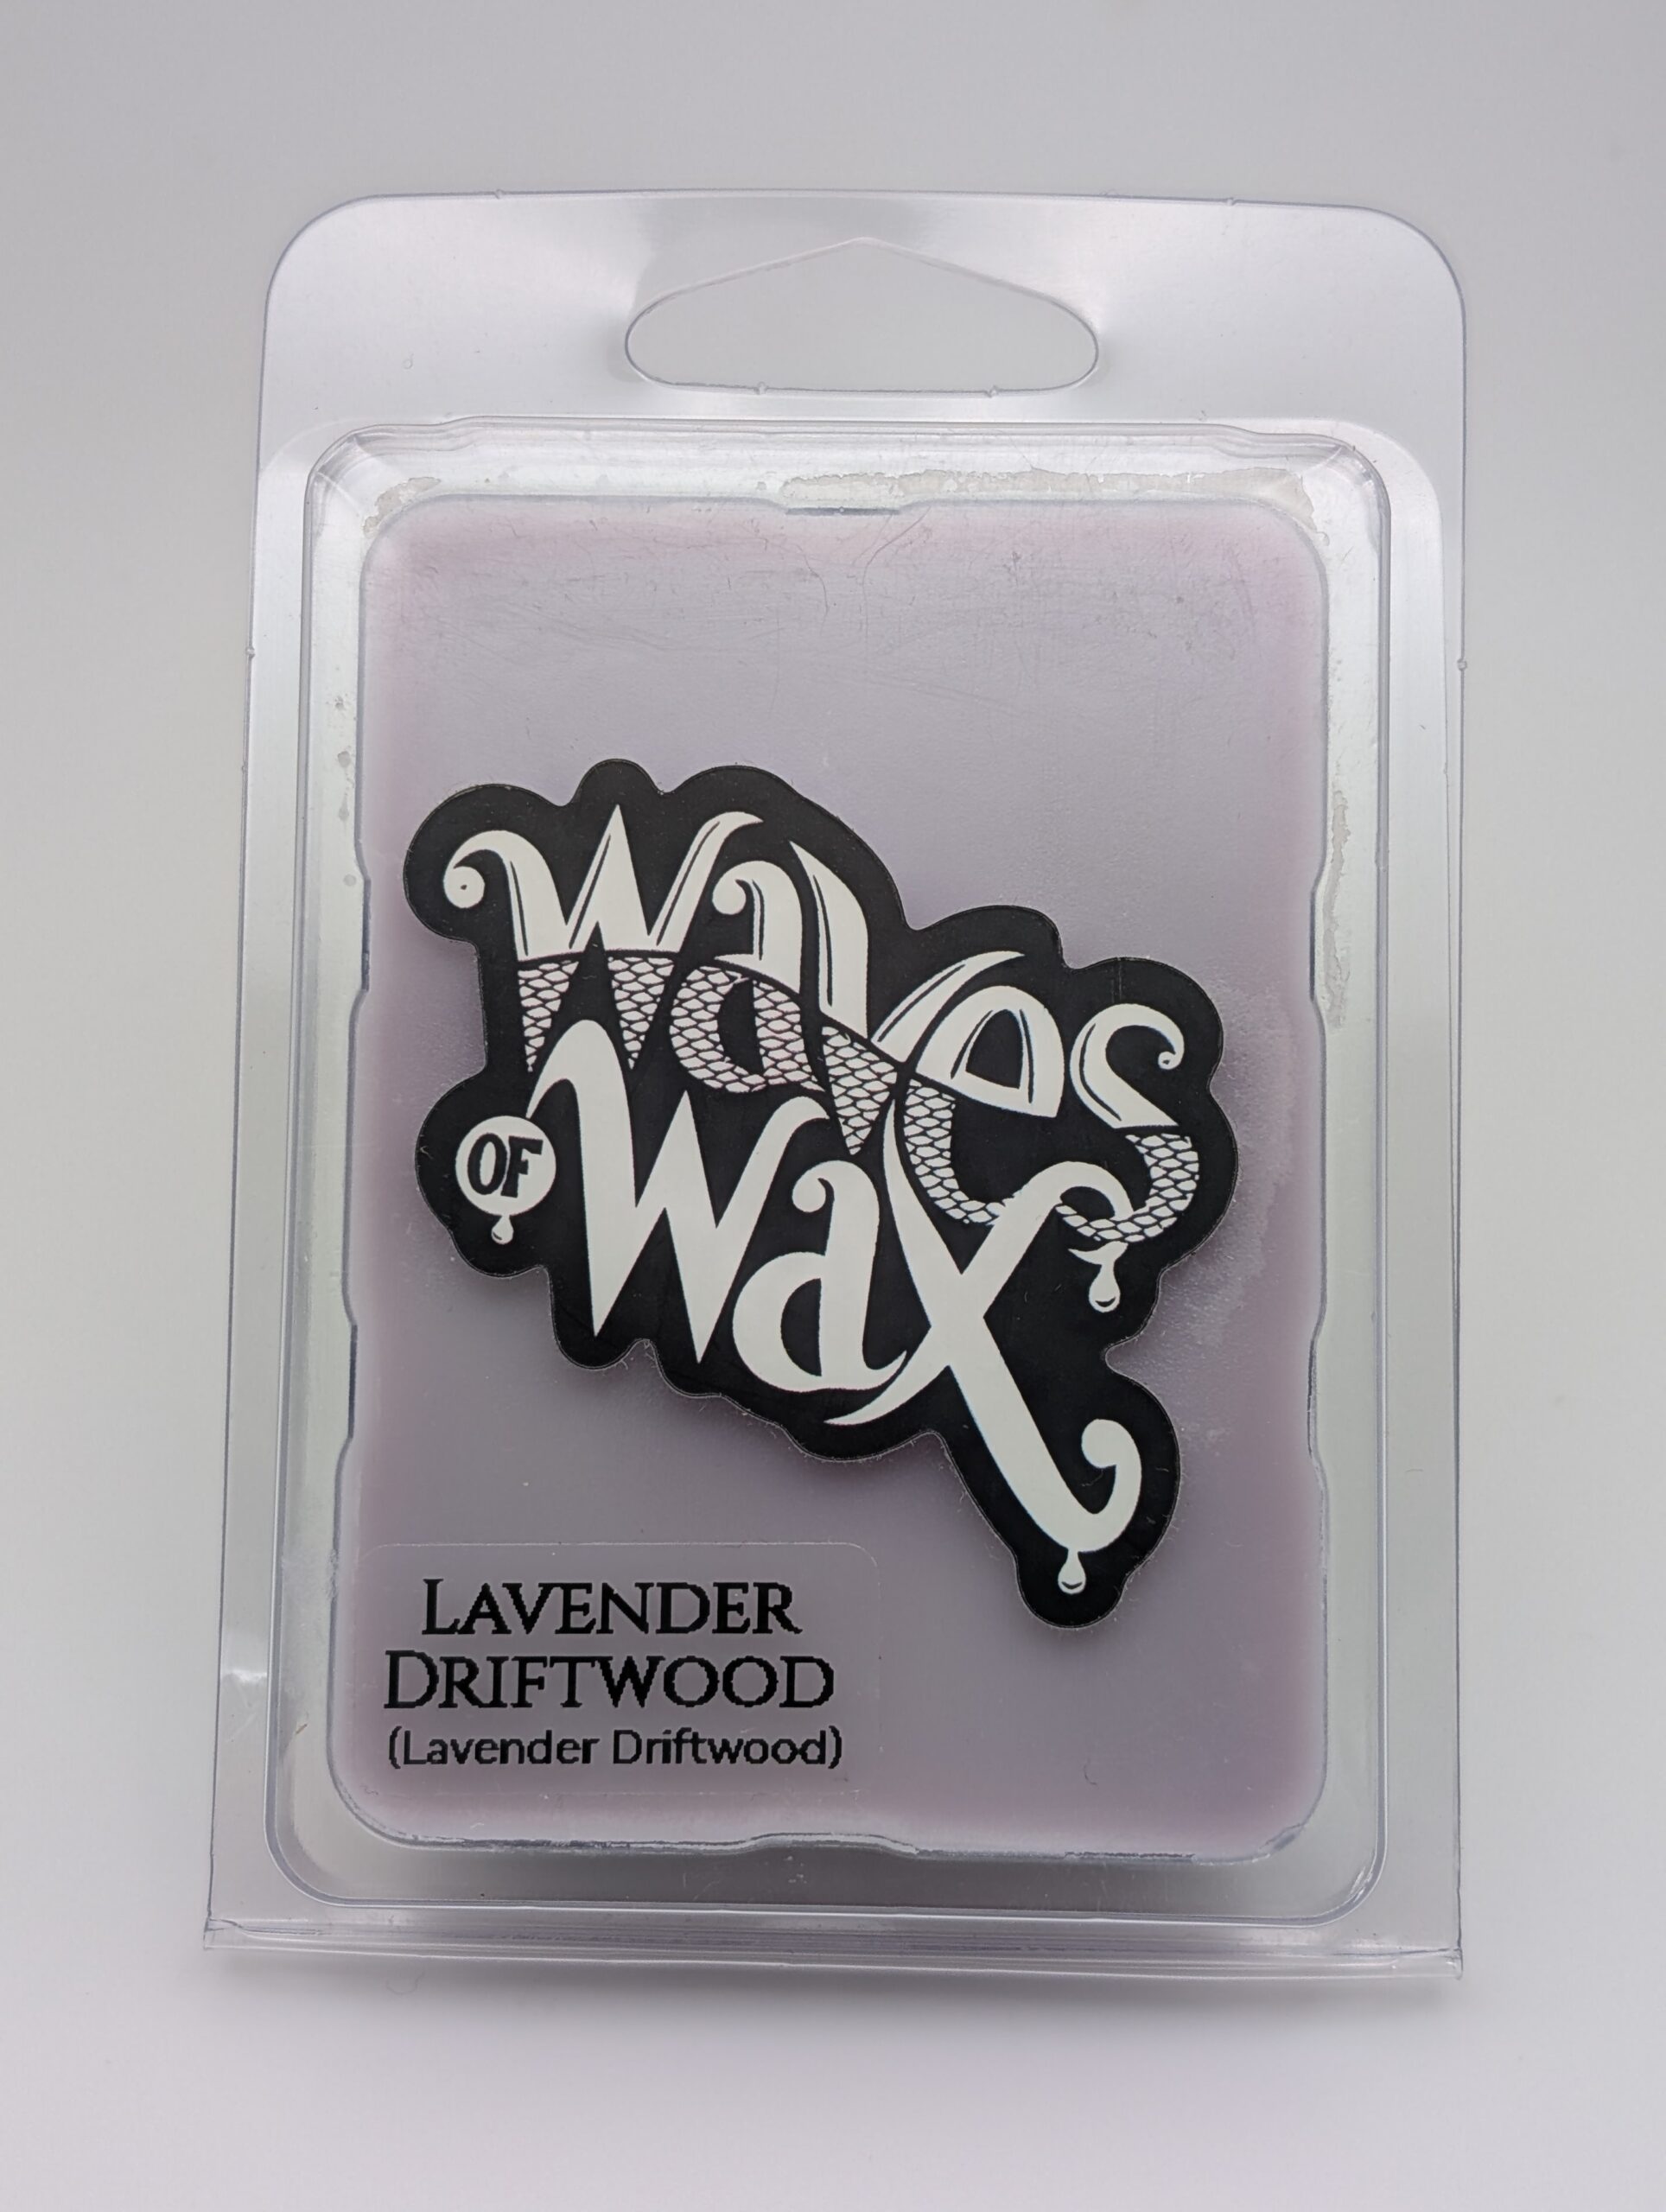 Waves
OF
Wax
LAVENDER
DRIFTWOOD
(Lavender Driftwood)